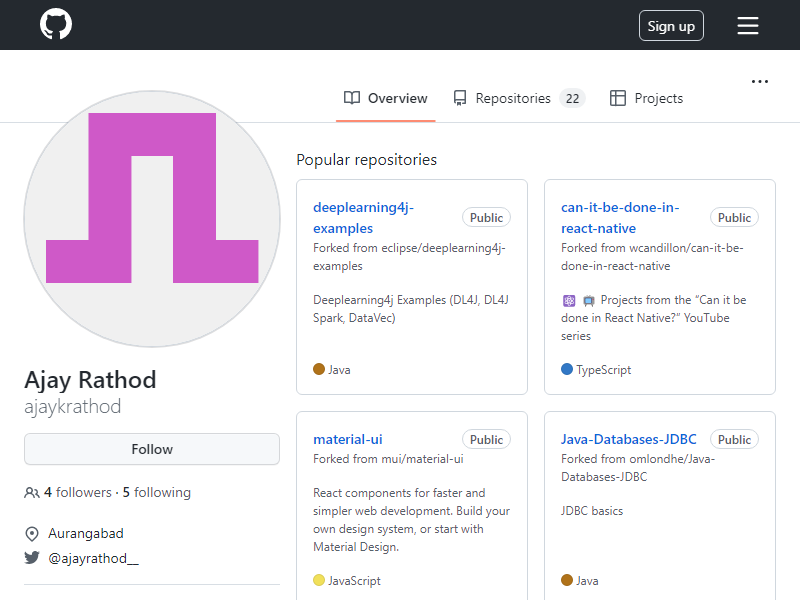 Sign up
Overview
Repositories 22
Projects
Ajay Rathod
ajaykrathod
Follow
4 followers · 5 following
Aurangabad
@ajayrathod__
Popular repositories
deeplearning4j-
examples
Public
Forked from eclipse/deeplearning4j-
examples
Deeplearning4j Examples (DL4J, DL4J
Spark, DataVec)
Java
can-it-be-done-in-
react-native
Public
Forked from wcandillon/can-it-be-
done-in-react-native
⚛️ 📺 Projects from the “Can it be
done in React Native?” YouTube
series
TypeScript
material-ui
Public
Forked from mui/material-ui
React components for faster and
simpler web development. Build your
own design system, or start with
Material Design.
JavaScript
Java-Databases-JDBC
Public
Forked from omlondhe/Java-
Databases-JDBC
JDBC basics
Java